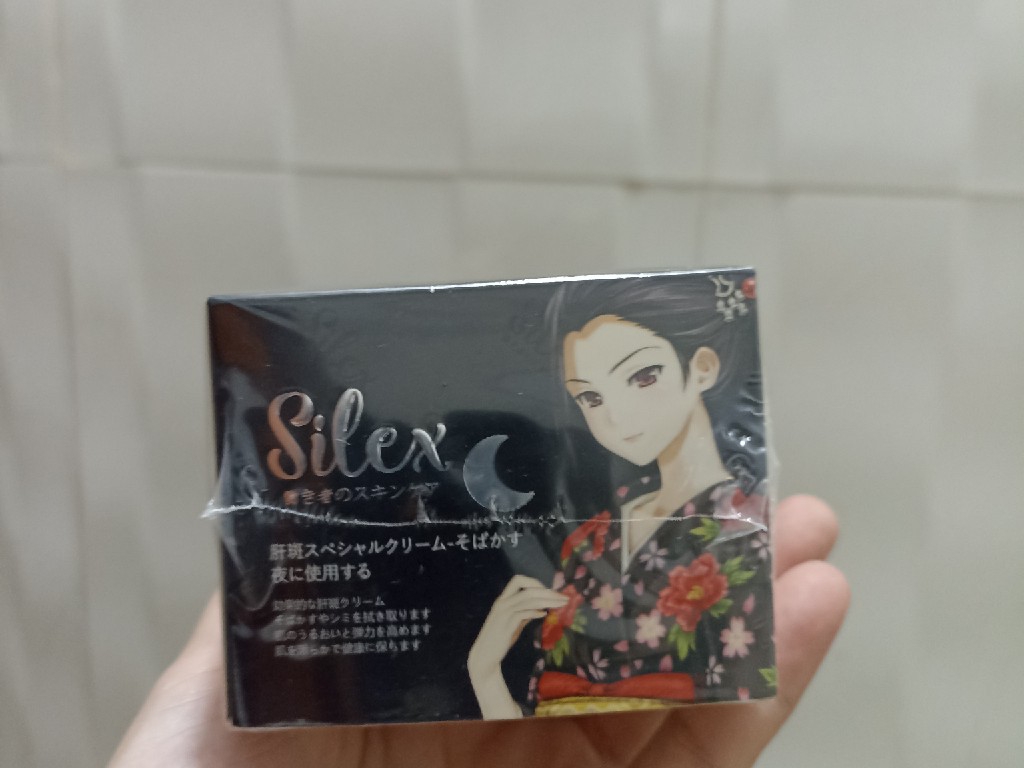 Silex
者のスキンケア
肝斑スペシャルクリーム-そばかす
夜に使用する
効果的な肝斑クリーム
そばかすやシミを拭き取ります
肌のうるおいと弾力を高めます
肌を滑らかで健康に保ちます